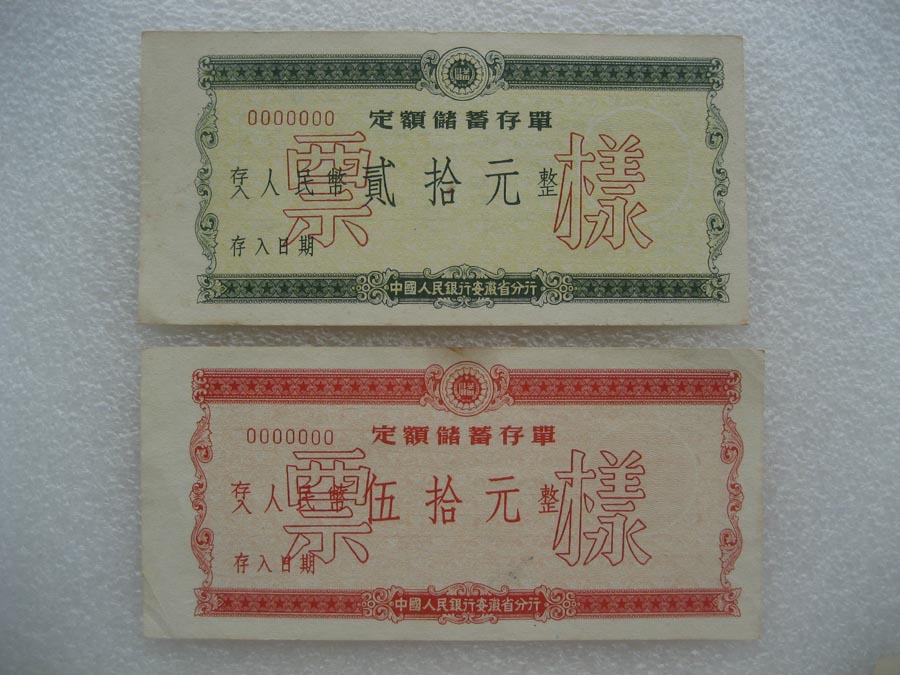 0000000 定額儲蓄存單
票樣
存入人民幣貳拾元整
存入日期
中國人民銀行安徽省分行
0000000 定額儲蓄存單
票樣
存入人民幣伍拾元整
存入日期
中國人民銀行安徽省分行